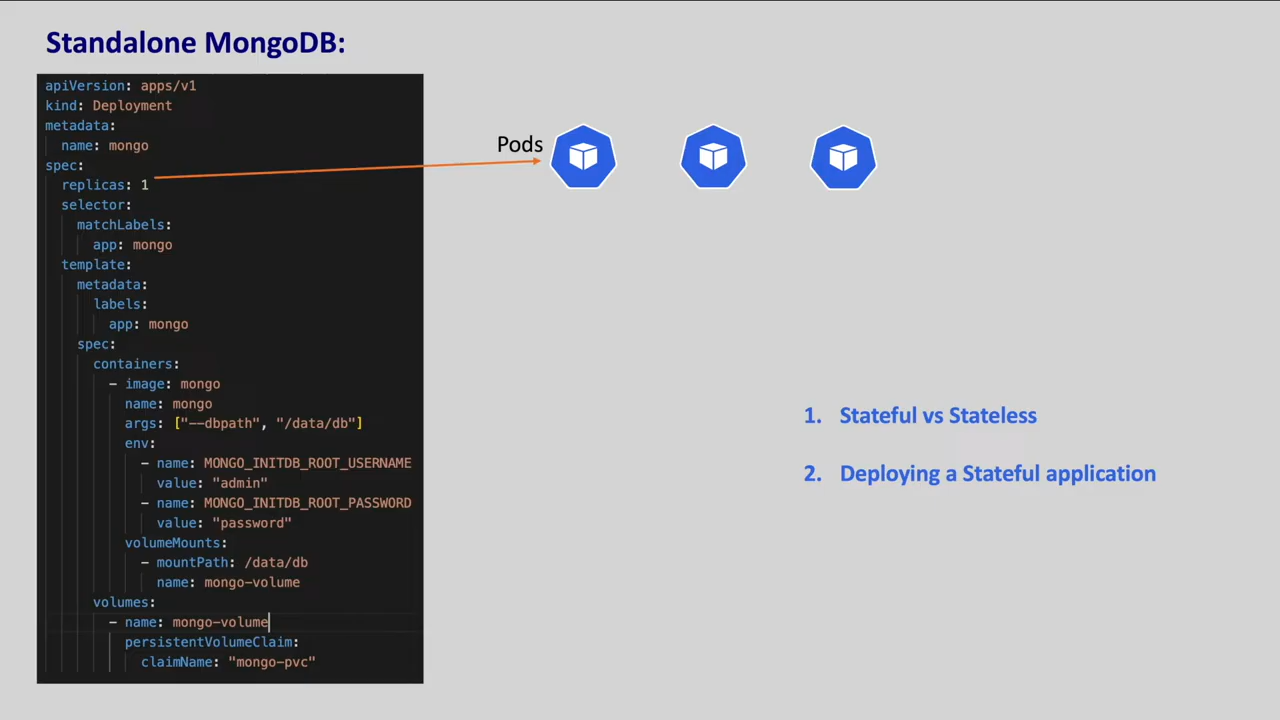 Standalone MongoDB:
apiVersion: apps/v1
kind: Deployment
metadata:
  name: mongo
spec:
  replicas: 1
  selector:
    matchLabels:
      app: mongo
  template:
    metadata:
      labels:
        app: mongo
    spec:
      containers:
        - image: mongo
          name: mongo
          args: ["--dbpath", "/data/db"]
          env:
            - name: MONGO_INITDB_ROOT_USERNAME
              value: "admin"
            - name: MONGO_INITDB_ROOT_PASSWORD
              value: "password"
          volumeMounts:
            - mountPath: /data/db
              name: mongo-volume
      volumes:
        - name: mongo-volume
          persistentVolumeClaim:
            claimName: "mongo-pvc"
Pods
1. Stateful vs Stateless
2. Deploying a Stateful application